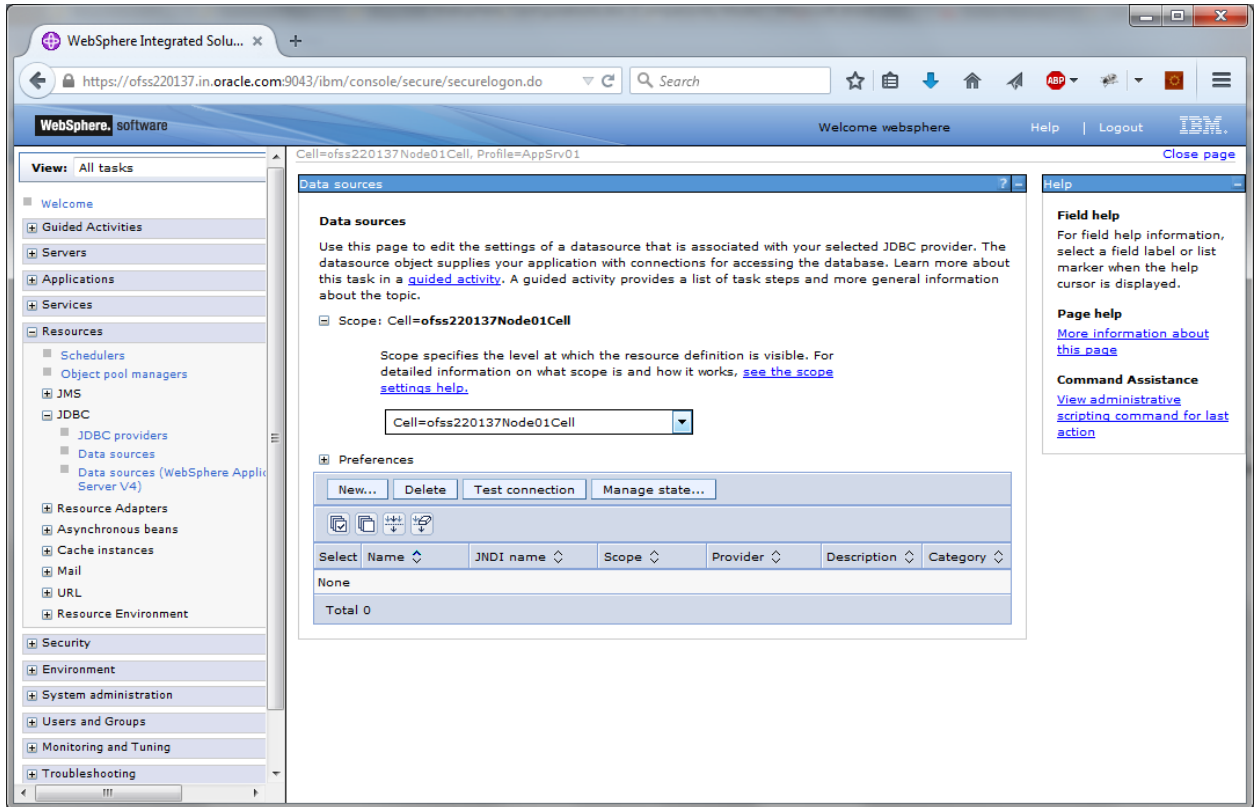 WebSphere Integrated Solu...
https://ofss220137.in.oracle.com:9043/ibm/console/secure/securelogon.do
Search
ABP
WebSphere. software
Welcome websphere
Help | Logout
IBM.
View: All tasks
Welcome
Guided Activities
Servers
Applications
Services
Resources
Schedulers
Object pool managers
JMS
JDBC
JDBC providers
Data sources
Data sources (WebSphere Applic
Server V4)
Resource Adapters
Asynchronous beans
Cache instances
Mail
URL
Resource Environment
Security
Environment
System administration
Users and Groups
Monitoring and Tuning
Troubleshooting
Cell=ofss220137Node01Cell, Profile=AppSrv01
Close page
Data sources
?
Data sources
Use this page to edit the settings of a datasource that is associated with your selected JDBC provider. The
datasource object supplies your application with connections for accessing the database. Learn more about
this task in a guided activity. A guided activity provides a list of task steps and more general information
about the topic.
Scope: Cell=ofss220137Node01Cell
Scope specifies the level at which the resource definition is visible. For
detailed information on what scope is and how it works, see the scope
settings help.
Cell=ofss220137Node01Cell
Preferences
New... Delete Test connection Manage state...
Select Name JNDI name Scope Provider Description Category
None
Total 0
Help
Field help
For field help information,
select a field label or list
marker when the help
cursor is displayed.
Page help
More information about
this page
Command Assistance
View administrative
scripting command for last
action